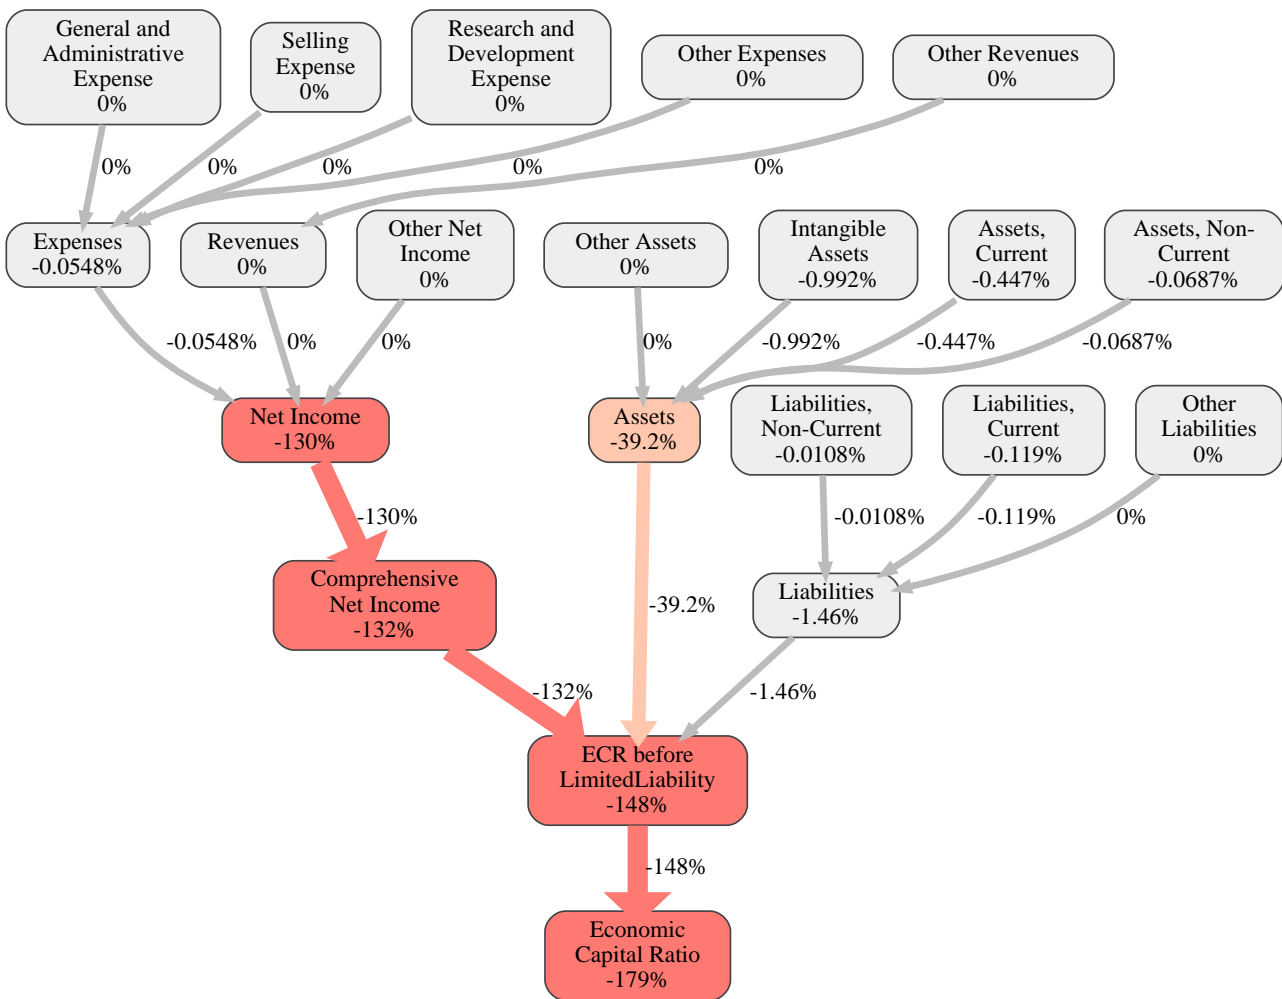 General and
Administrative
Expense
0%
Selling
Expense
0%
Research and
Development
Expense
0%
Other Expenses
0%
Other Revenues
0%
0%
0%
0%
0%
0%
Expenses
-0.0548%
Revenues
0%
Other Net
Income
0%
Other Assets
0%
Intangible
Assets
-0.992%
Assets,
Current
-0.447%
Assets, Non-
Current
-0.0687%
-0.0548%
0%
0%
0%
-0.992%
-0.447%
-0.0687%
Net Income
-130%
Assets
-39.2%
Liabilities,
Non-Current
-0.0108%
Liabilities,
Current
-0.119%
Other
Liabilities
0%
-130%
-0.0108%
-0.119%
0%
Comprehensive
Net Income
-132%
-39.2%
Liabilities
-1.46%
-132%
-1.46%
ECR before
LimitedLiability
-148%
-148%
Economic
Capital Ratio
-179%